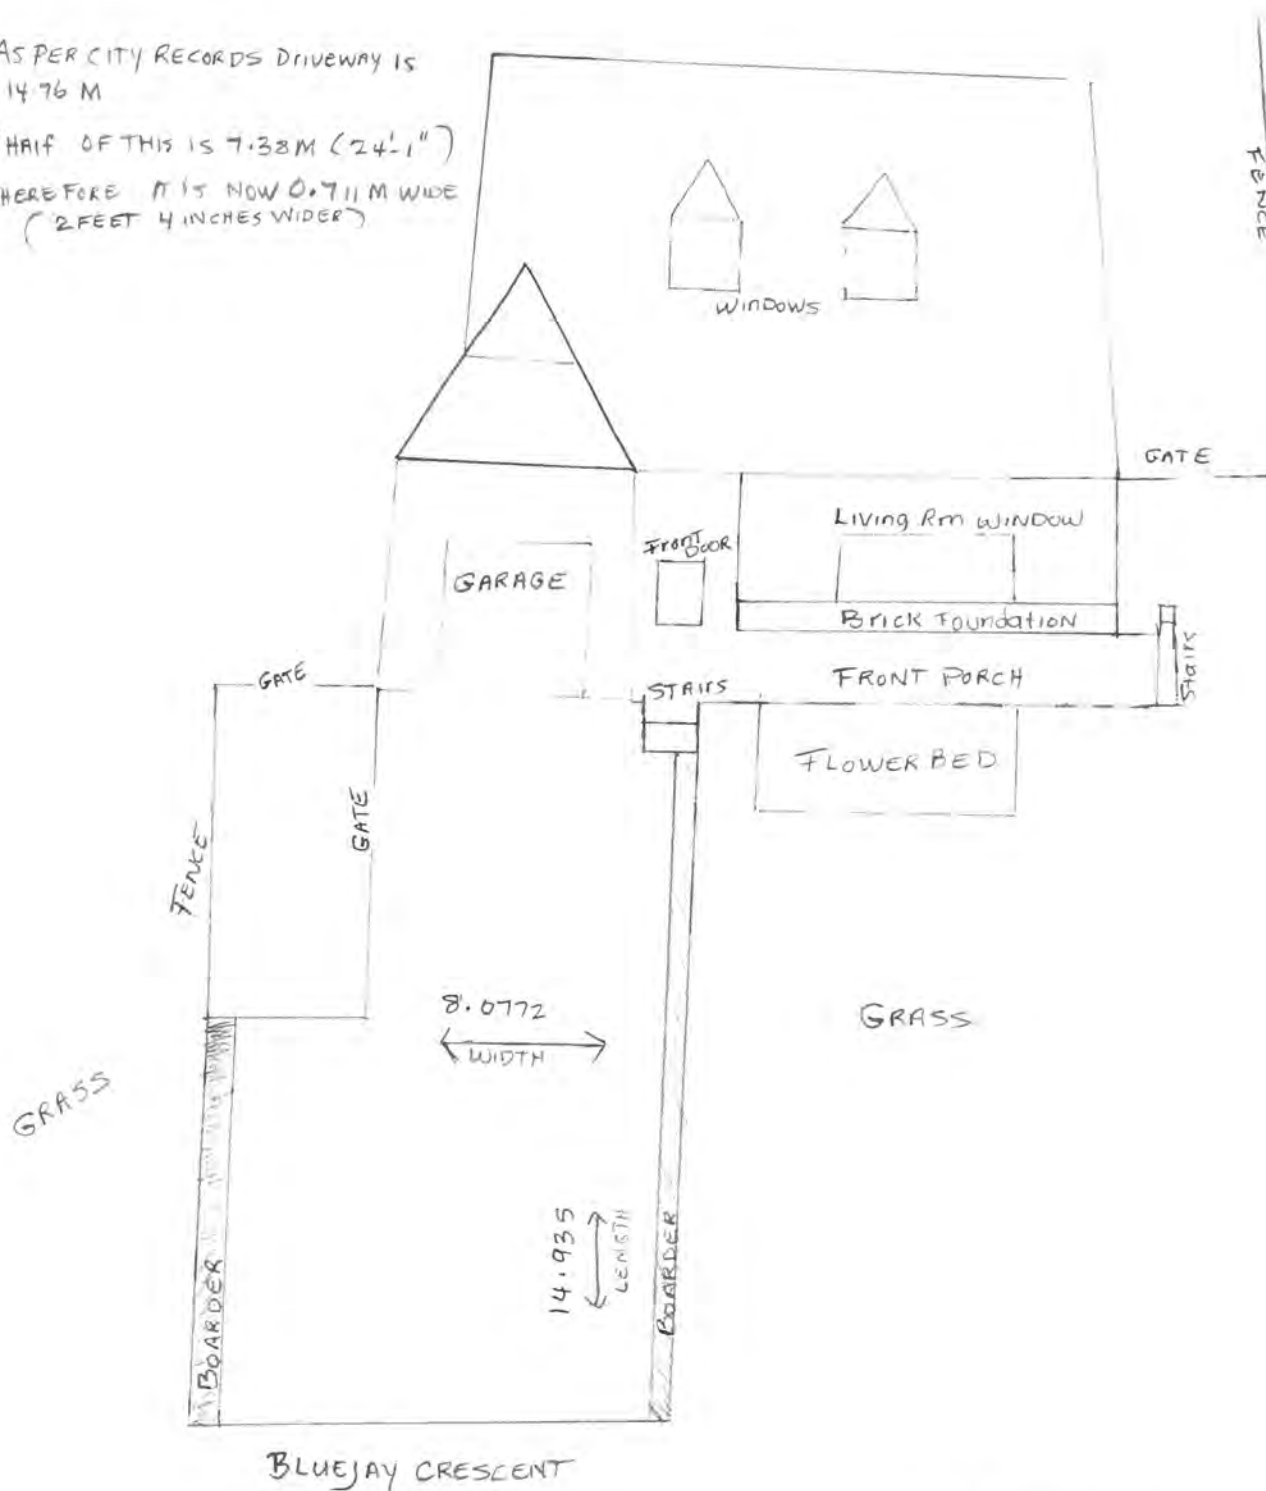 AS PER CITY RECORDS DRIVEWAY IS
14.76 M
HALF OF THIS IS 7.38M (24'-1")
HEREFORE IT IS NOW 0.711 M WIDE
(2 FEET 4 INCHES WIDER)
FENCE
WINDOWS
GATE
LIVING Rm WINDOW
FRONT DOOR
GARAGE
Brick Foundation
FRONT PORCH
Stairs
STAIRS
GATE
FLOWER BED
GATE
FENCE
8.0772
WIDTH
GRASS
GRASS
14.935
LENGTH
BOARDER
BOARDER
BLUEJAY CRESCENT